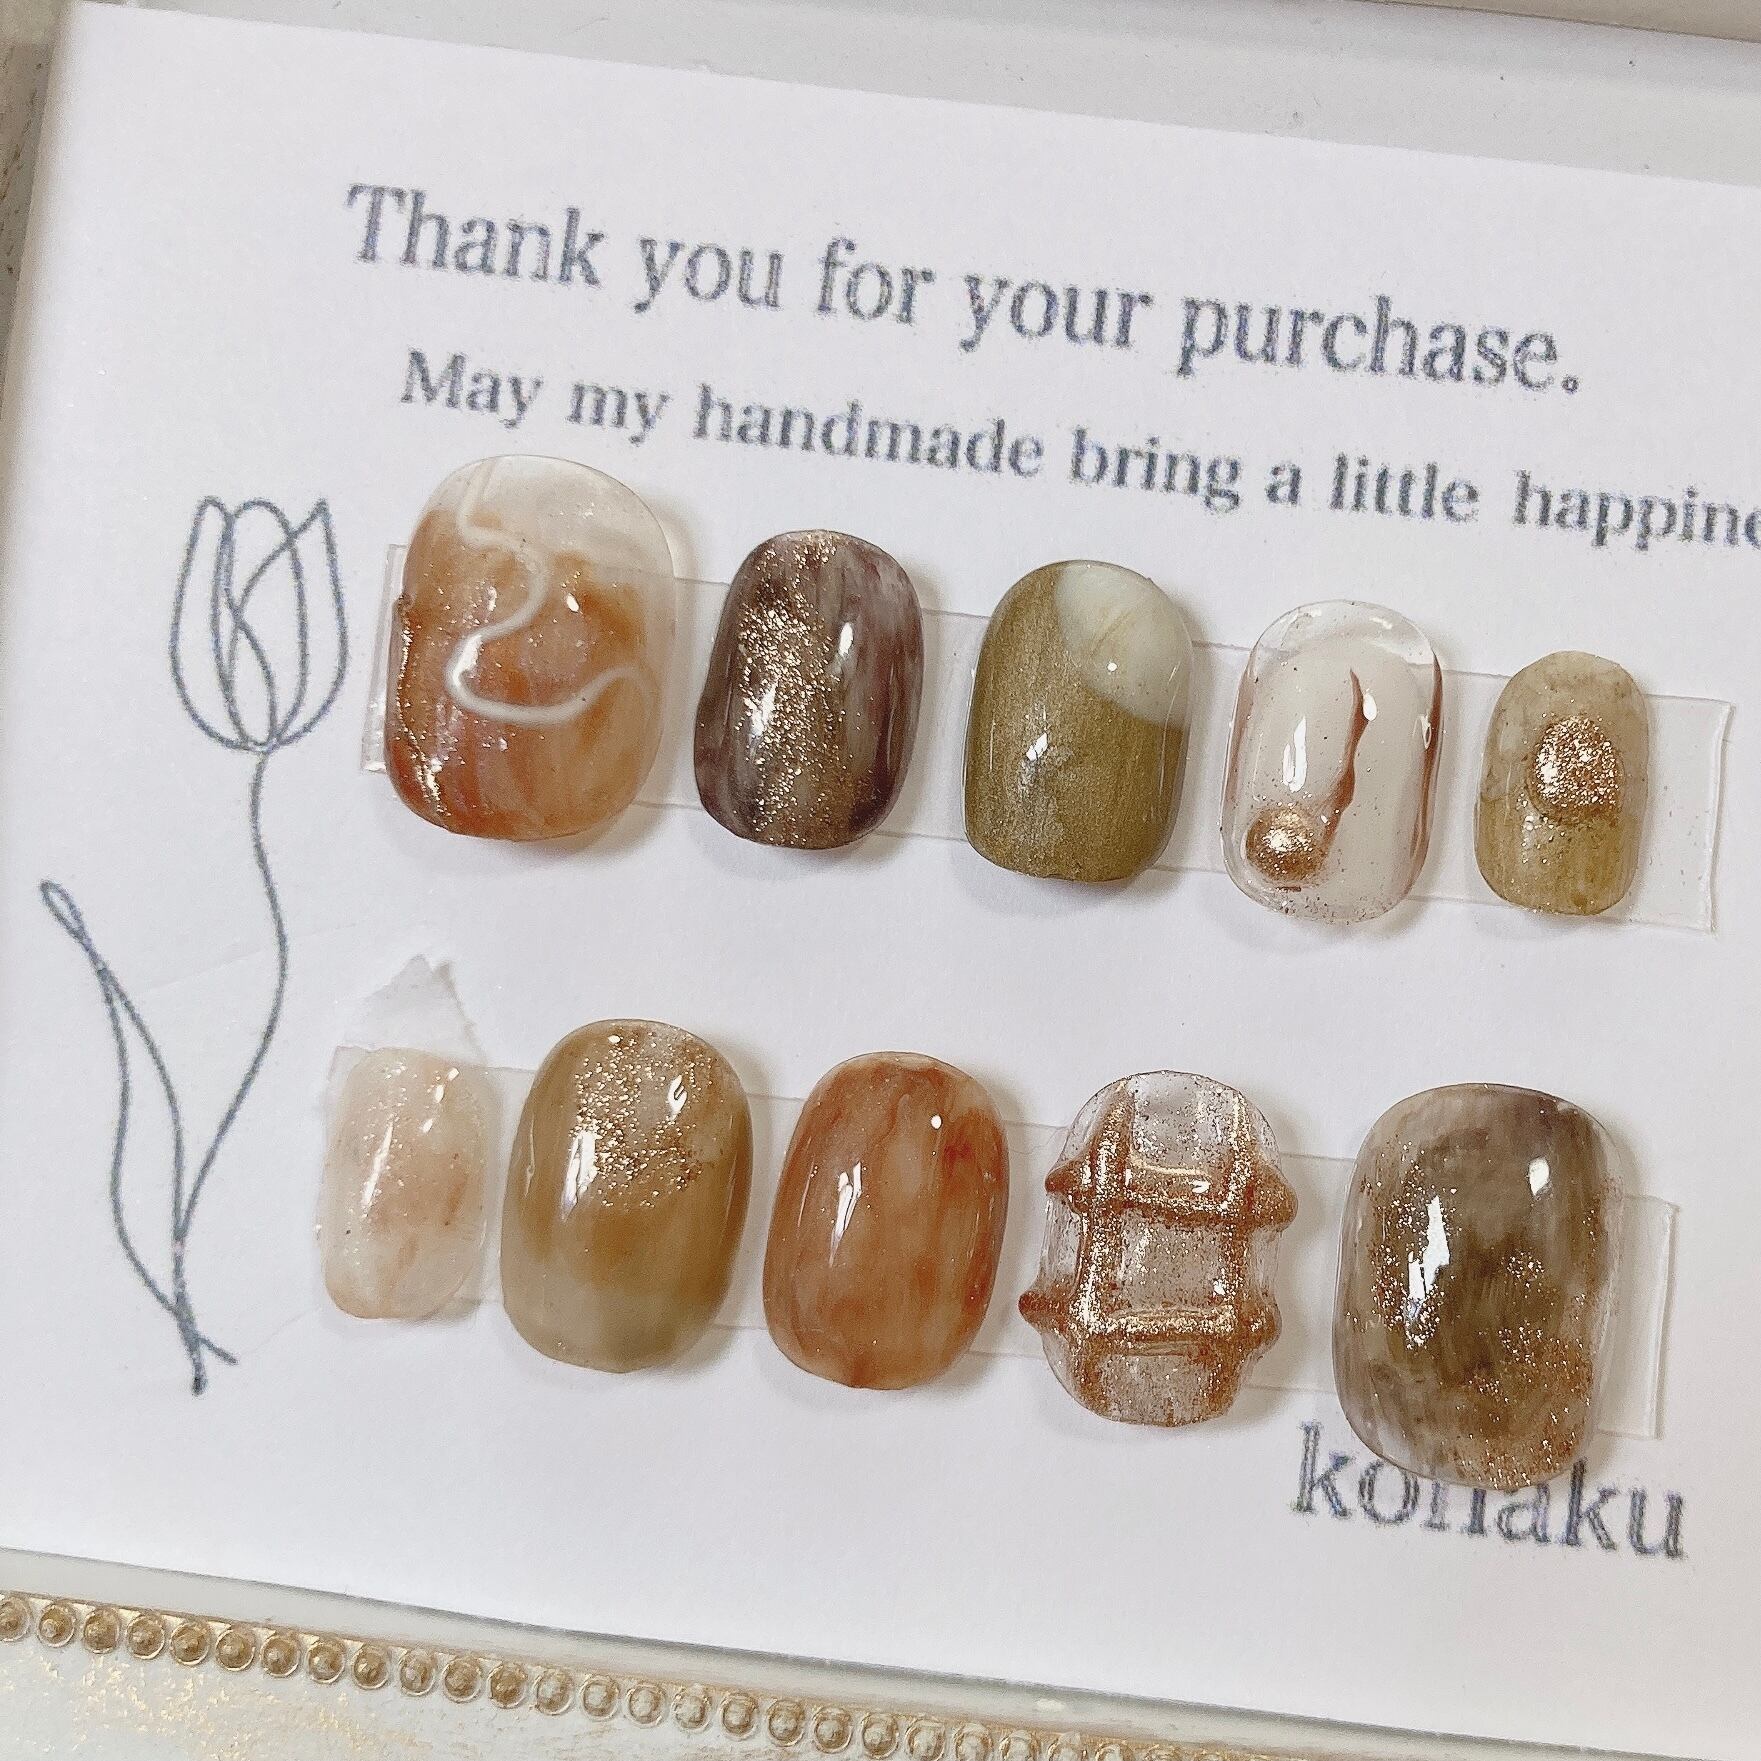 Thank you for your purchase.
May my handmade bring a little happine